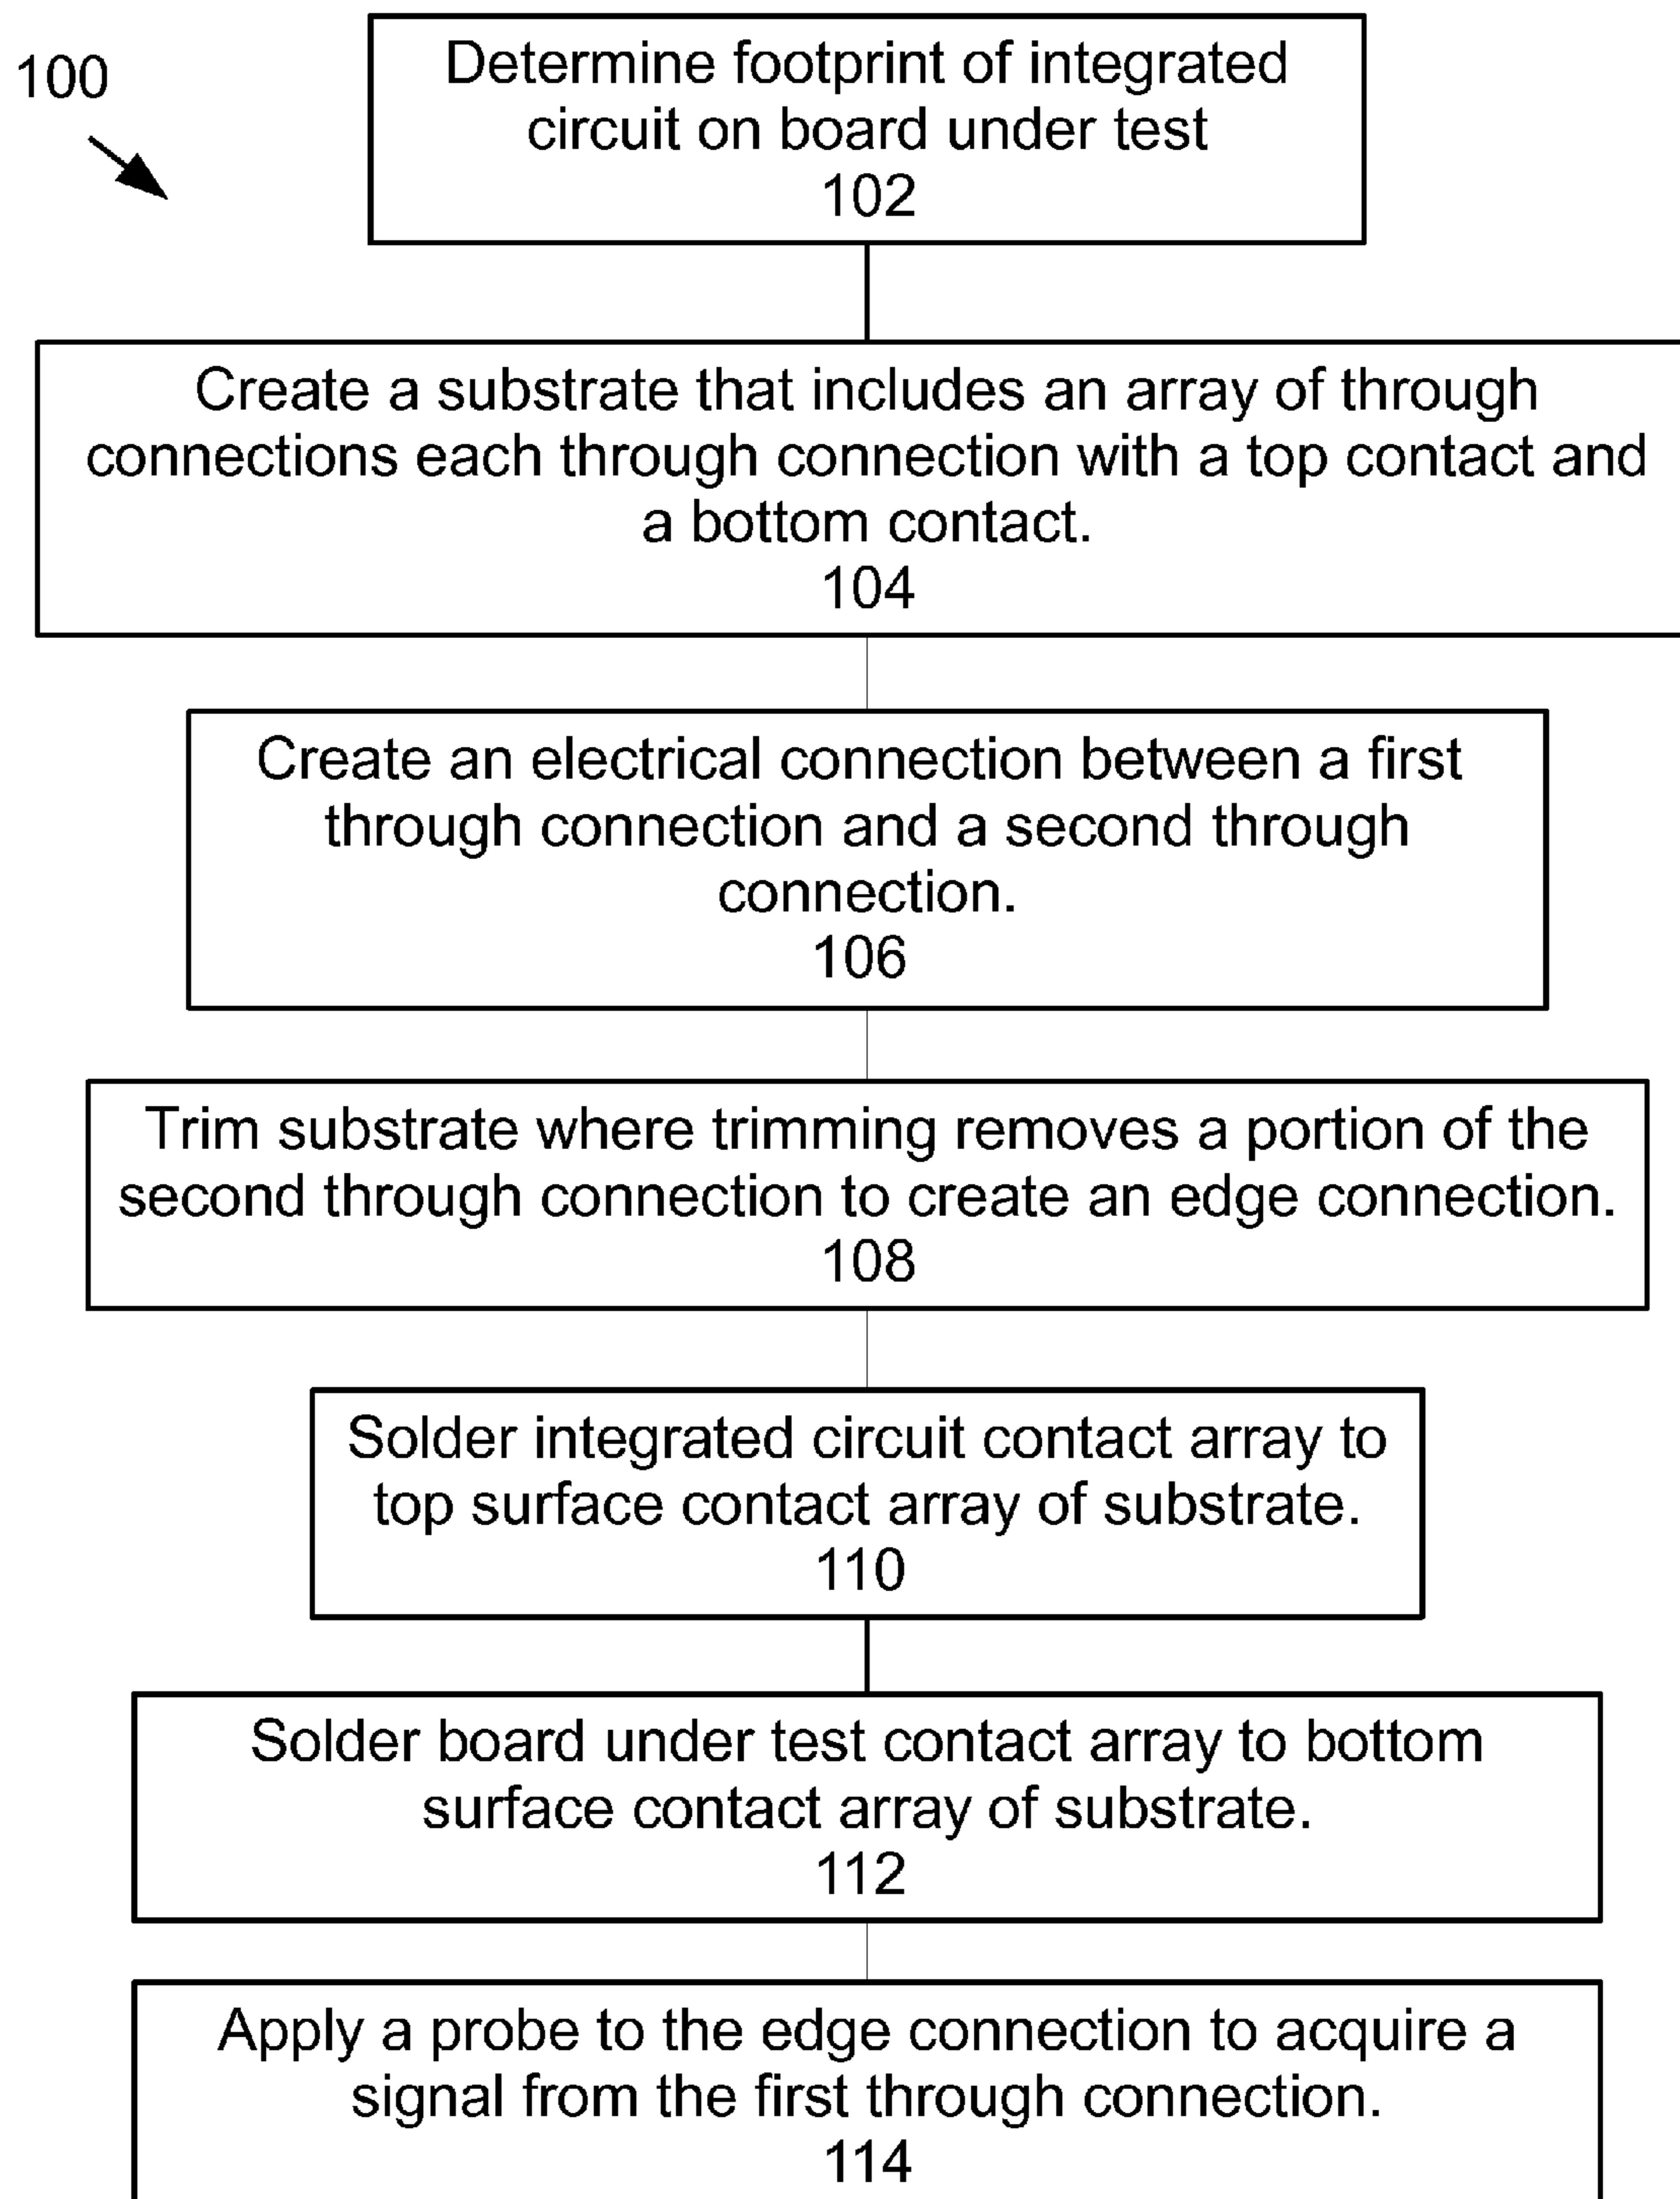 100
Determine footprint of integrated
circuit on board under test
102
Create a substrate that includes an array of through
connections each through connection with a top contact and
a bottom contact.
104
Create an electrical connection between a first
through connection and a second through
connection.
106
Trim substrate where trimming removes a portion of the
second through connection to create an edge connection.
108
Solder integrated circuit contact array to
top surface contact array of substrate.
110
Solder board under test contact array to bottom
surface contact array of substrate.
112
Apply a probe to the edge connection to acquire a
signal from the first through connection.
114